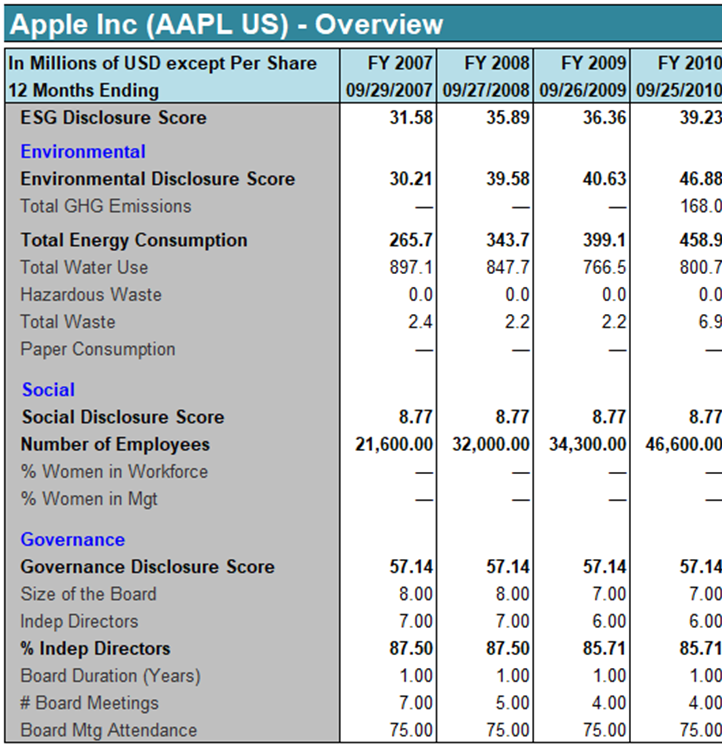 Apple Inc (AAPL US) - Overview
In Millions of USD except Per Share FY 2007 FY 2008 FY 2009 FY 2010
12 Months Ending 09/29/2007 09/27/2008 09/26/2009 09/25/2010
ESG Disclosure Score 31.58 35.89 36.36 39.23
Environmental
Environmental Disclosure Score 30.21 39.58 40.63 46.88
Total GHG Emissions — — — 168.0
Total Energy Consumption 265.7 343.7 399.1 458.9
Total Water Use 897.1 847.7 766.5 800.7
Hazardous Waste 0.0 0.0 0.0 0.0
Total Waste 2.4 2.2 2.2 6.9
Paper Consumption — — — —
Social
Social Disclosure Score 8.77 8.77 8.77 8.77
Number of Employees 21,600.00 32,000.00 34,300.00 46,600.00
% Women in Workforce — — — —
% Women in Mgt — — — —
Governance
Governance Disclosure Score 57.14 57.14 57.14 57.14
Size of the Board 8.00 8.00 7.00 7.00
Indep Directors 7.00 7.00 6.00 6.00
% Indep Directors 87.50 87.50 85.71 85.71
Board Duration (Years) 1.00 1.00 1.00 1.00
# Board Meetings 7.00 5.00 4.00 4.00
Board Mtg Attendance 75.00 75.00 75.00 75.00